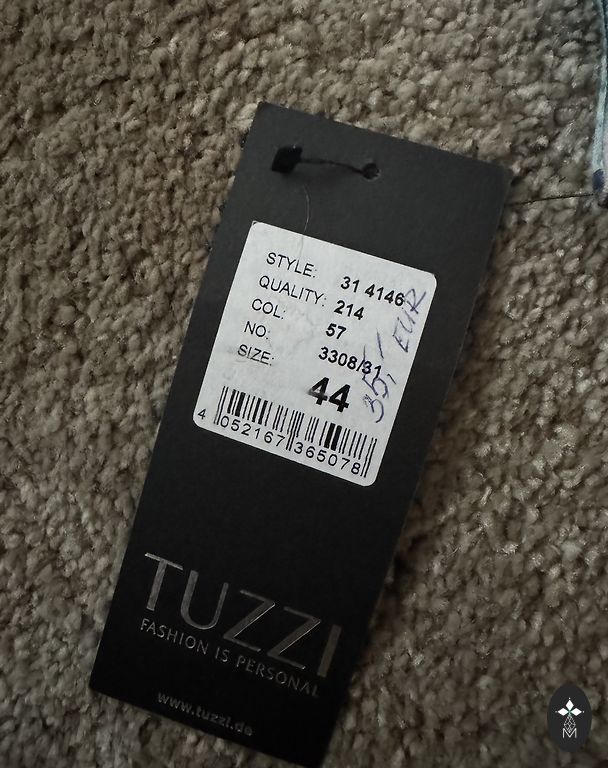 STYLE: 31 4146
QUALITY: 214
COL: 57
NO: 3308/31
SIZE: 44
EUR
4 052167 365078
TUZZI
FASHION IS PERSONAL
www.tuzzi.de
M